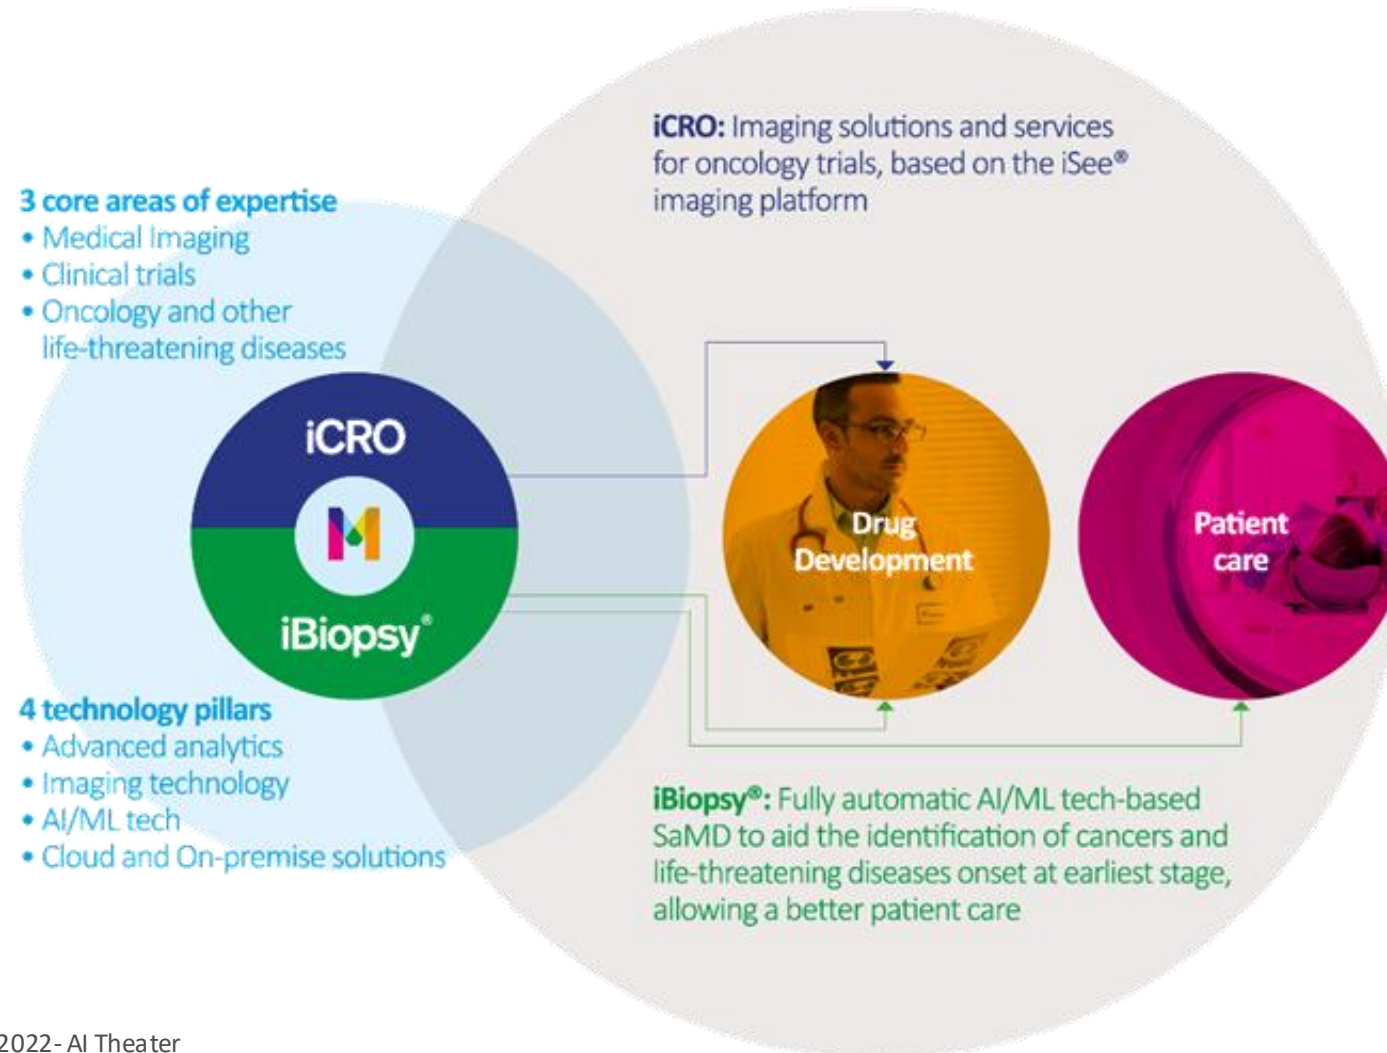 iCRO: Imaging solutions and services
for oncology trials, based on the iSee®
imaging platform
3 core areas of expertise
• Medical Imaging
• Clinical trials
• Oncology and other
life-threatening diseases
iCRO
M
iBiopsy®
Drug
Development
Patient
care
4 technology pillars
• Advanced analytics
• Imaging technology
• AI/ML tech
• Cloud and On-premise solutions
iBiopsy®: Fully automatic AI/ML tech-based
SaMD to aid the identification of cancers and
life-threatening diseases onset at earliest stage,
allowing a better patient care
2022- AI Theater